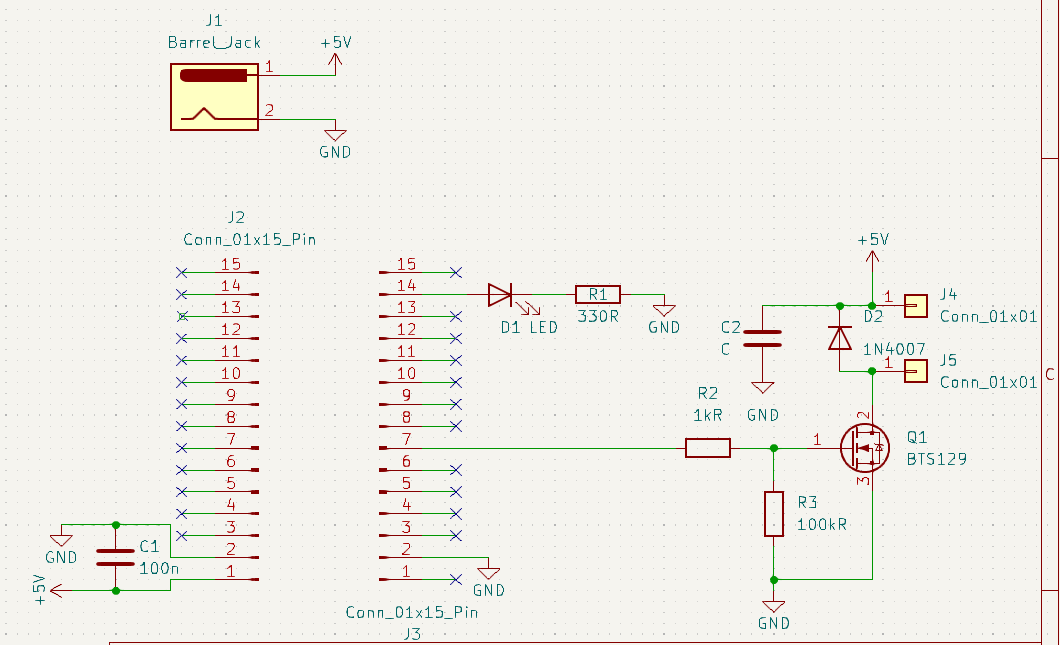 J1
Barrel_Jack
+5V
1
2
GND
J2
Conn_01x15_Pin
15
14
13
12
11
10
9
8
7
6
5
4
3
2
1
GND
C1
100n
+5V
15
14
13
12
11
10
9
8
7
6
5
4
3
2
1
Conn_01x15_Pin
J3
GND
D1 LED
R1
330R
GND
R2
1kR
R3
100kR
GND
+5V
C2
C
GND
D2
1N4007
1
J4
Conn_01x01
1
J5
Conn_01x01
2
1
3
Q1
BTS129
C